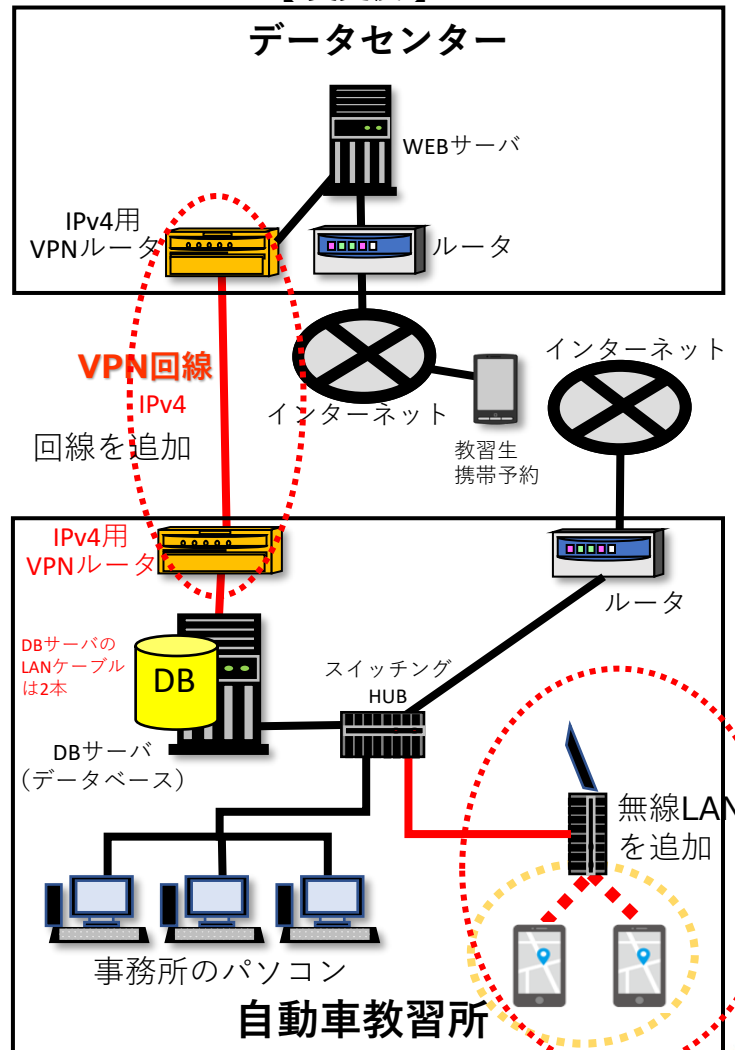 データセンター
WEBサーバ
IPv4用
VPNルータ
ルータ
VPN回線
IPv4
回線を追加
インターネット
教習生
携帯予約
インターネット
IPv4用
VPNルータ
ルータ
DBサーバの
LANケーブル
は2本
DB
スイッチング
HUB
DBサーバ
（データベース）
無線LAN
を追加
事務所のパソコン
自動車教習所